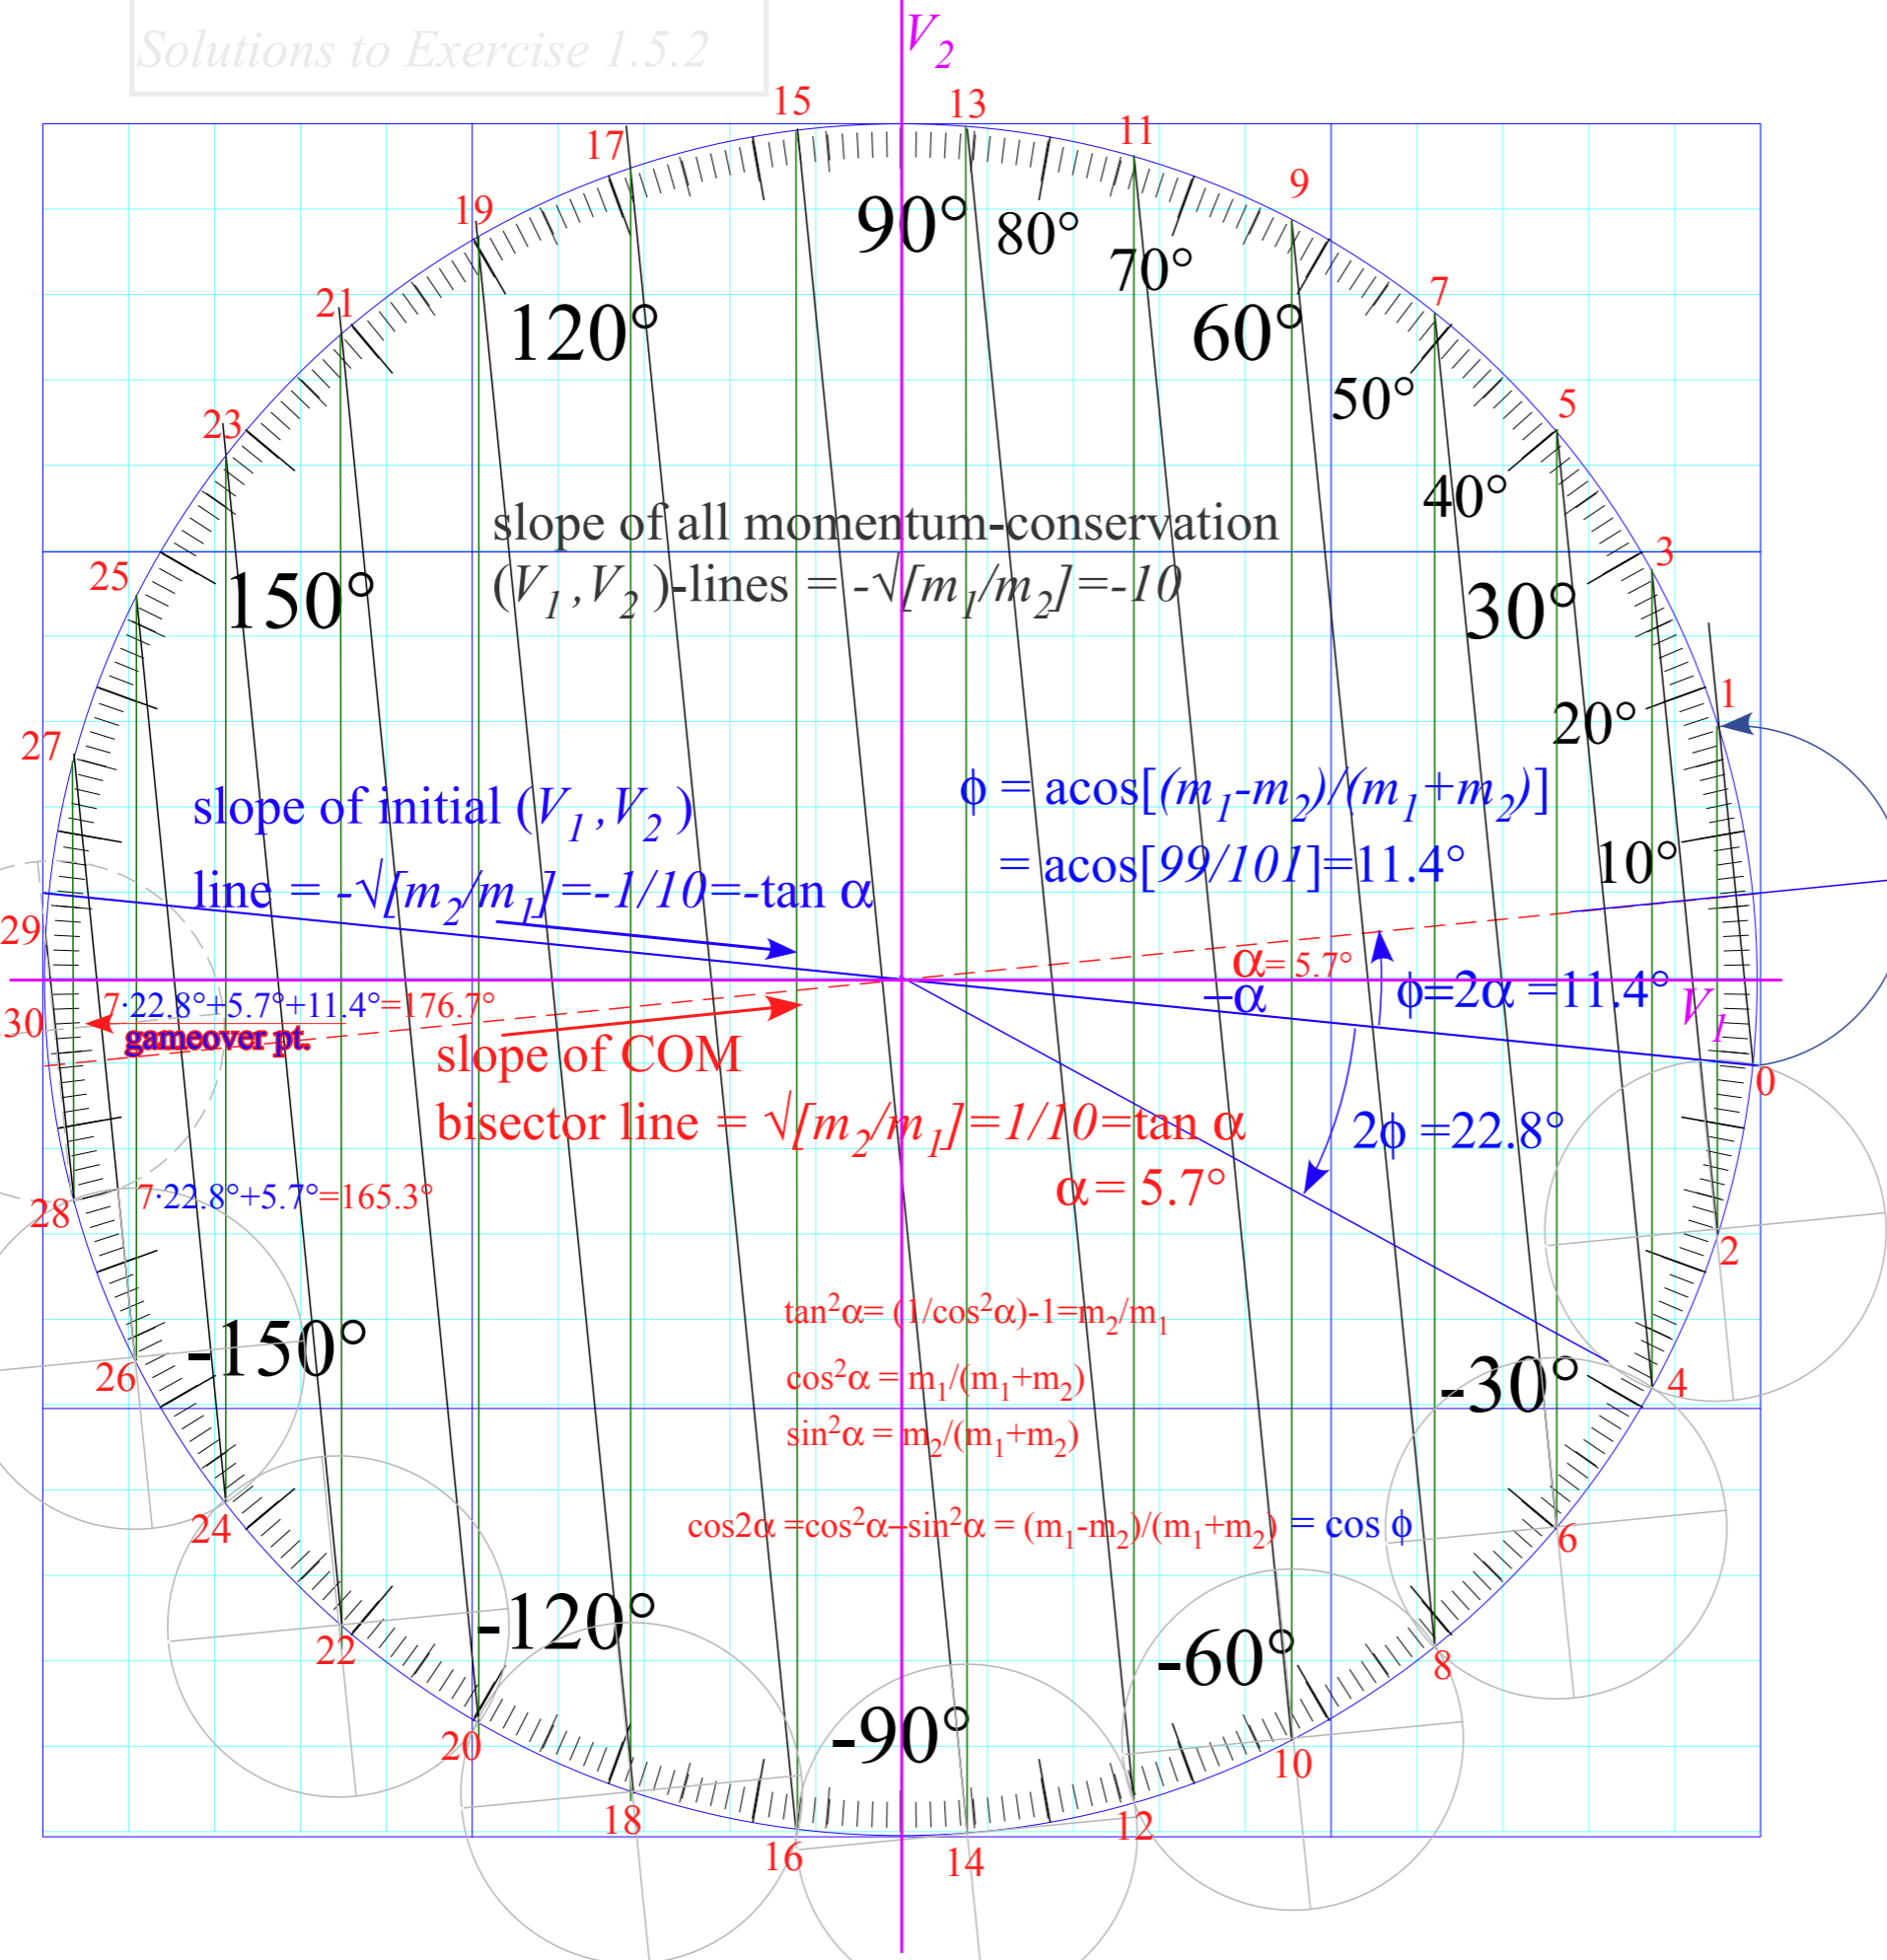 Solutions to Exercise 1.5.2
V₂
15
13
11
17
9
19
7
21
5
23
3
25
1
27
29
30
0
28
2
26
4
24
6
22
8
20
10
18
12
16
14
90°
80°
70°
120°
60°
50°
40°
150°
30°
20°
10°
slope of all momentum-conservation
(V₁,V₂)-lines = -√[m₁/m₂]=-10
slope of initial (V₁,V₂)
line = -√[m₂/m₁]=-1/10=-tan α
ϕ = acos[(m₁-m₂)/(m₁+m₂)]
= acos[99/101]=11.4°
α= 5.7°
−α
ϕ=2α =11.4°
V₁
7·22.8°+5.7°+11.4°=176.7°
gameover pt.
slope of COM
bisector line = √[m₂/m₁]=1/10=tan α
α= 5.7°
2ϕ =22.8°
7·22.8°+5.7°=165.3°
tan²α= (1/cos²α)-1=m₂/m₁
cos²α = m₁/(m₁+m₂)
sin²α = m₂/(m₁+m₂)
cos2α =cos²α−sin²α = (m₁-m₂)/(m₁+m₂) = cos ϕ
-150°
-30°
-120°
-60°
-90°